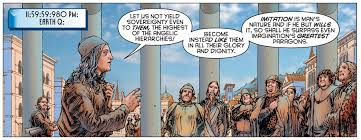 11:59:59:980 PM:
EARTH Q:
LET US NOT YIELD
SOVEREIGNTY EVEN
TO THEM, THE HIGHEST
OF THE ANGELIC
HIERARCHIES!
BECOME
INSTEAD LIKE THEM
IN ALL THEIR GLORY
AND DIGNITY.
IMITATION IS MAN'S
NATURE AND IF HE BUT WILLS
IT, SO SHALL HE SURPASS EVEN
IMAGINATION'S GREATEST
PARAGONS.